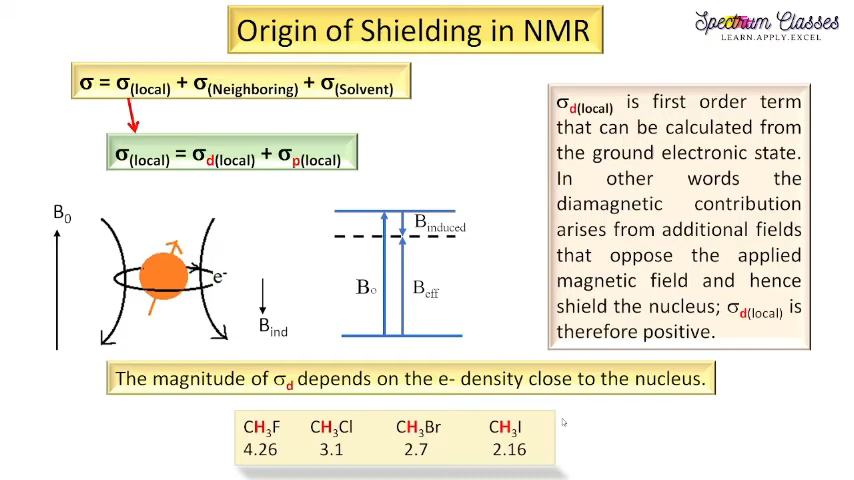 Origin of Shielding in NMR
Spectrum Classes
LEARN.APPLY.EXCEL
σ = σ(local) + σ(Neighboring) + σ(Solvent)
σ(local) = σd(local) + σp(local)
σd(local) is first order term
that can be calculated from
the ground electronic state.
In other words the
diamagnetic contribution
arises from additional fields
that oppose the applied
magnetic field and hence
shield the nucleus; σd(local) is
therefore positive.
B0
e-
Bind
Bo
Binduced
Beff
The magnitude of σd depends on the e- density close to the nucleus.
CH3F CH3Cl CH3Br CH3I
4.26 3.1 2.7 2.16